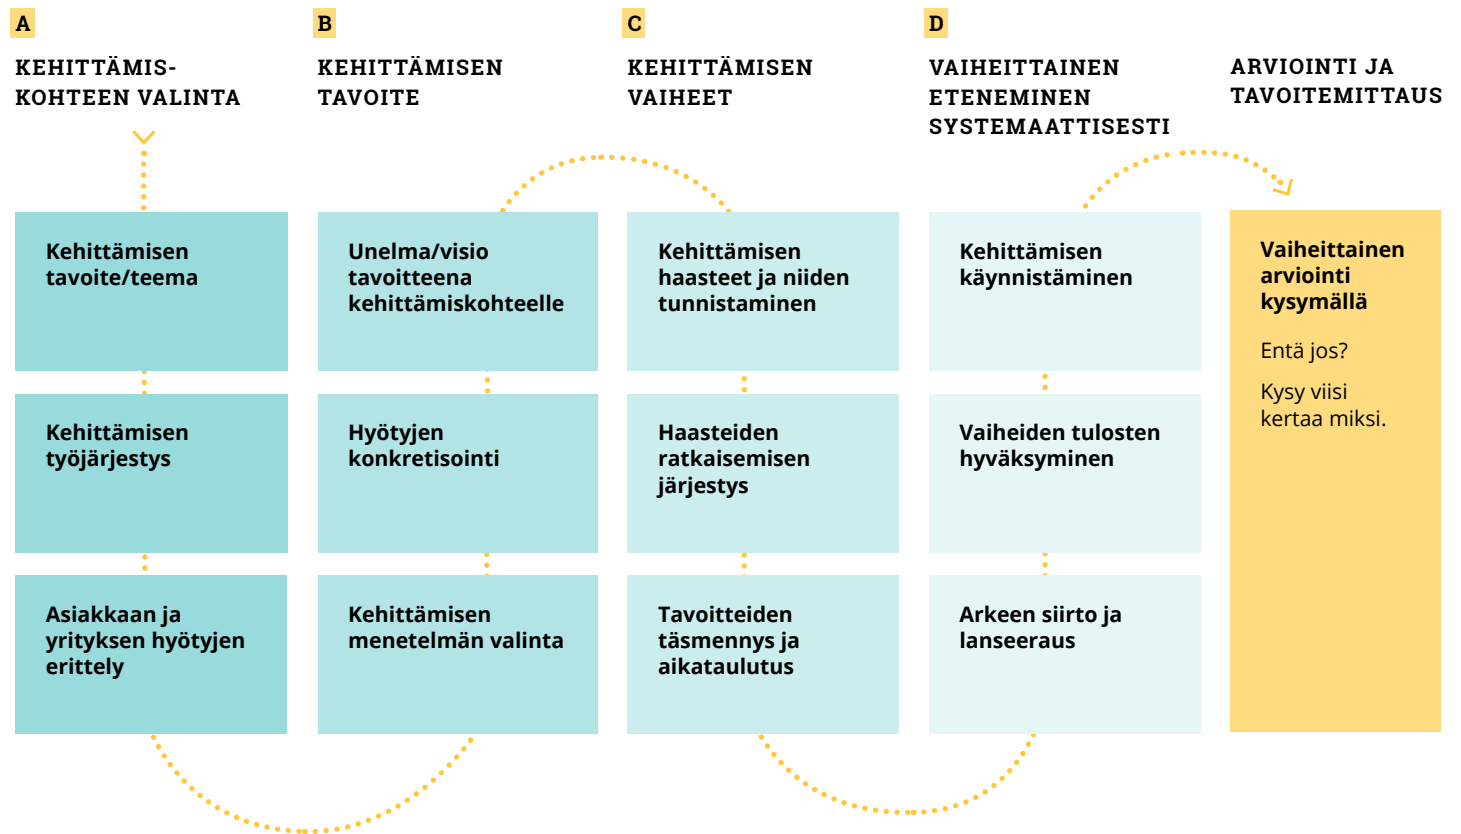 A
KEHITTÄMIS-
KOHTEEN VALINTA
Kehittämisen
tavoite/teema
Kehittämisen
työjärjestys
Asiakkaan ja
yrityksen hyötyjen
erittely
B
KEHITTÄMISEN
TAVOITE
Unelma/visio
tavoitteena
kehittämiskohteelle
Hyötyjen
konkretisointi
Kehittämisen
menetelmän valinta
C
KEHITTÄMISEN
VAIHEET
Kehittämisen
haasteet ja niiden
tunnistaminen
Haasteiden
ratkaisemisen
järjestys
Tavoitteiden
täsmennys ja
aikataulutus
D
VAIHEITTAINEN
ETENEMINEN
SYSTEMAATTISESTI
Kehittämisen
käynnistäminen
Vaiheiden tulosten
hyväksyminen
Arkeen siirto ja
lanseeraus
ARVIOINTI JA
TAVOITEMITTAUS
Vaiheittainen
arviointi
kysymällä
Entä jos?
Kysy viisi
kertaa miksi.